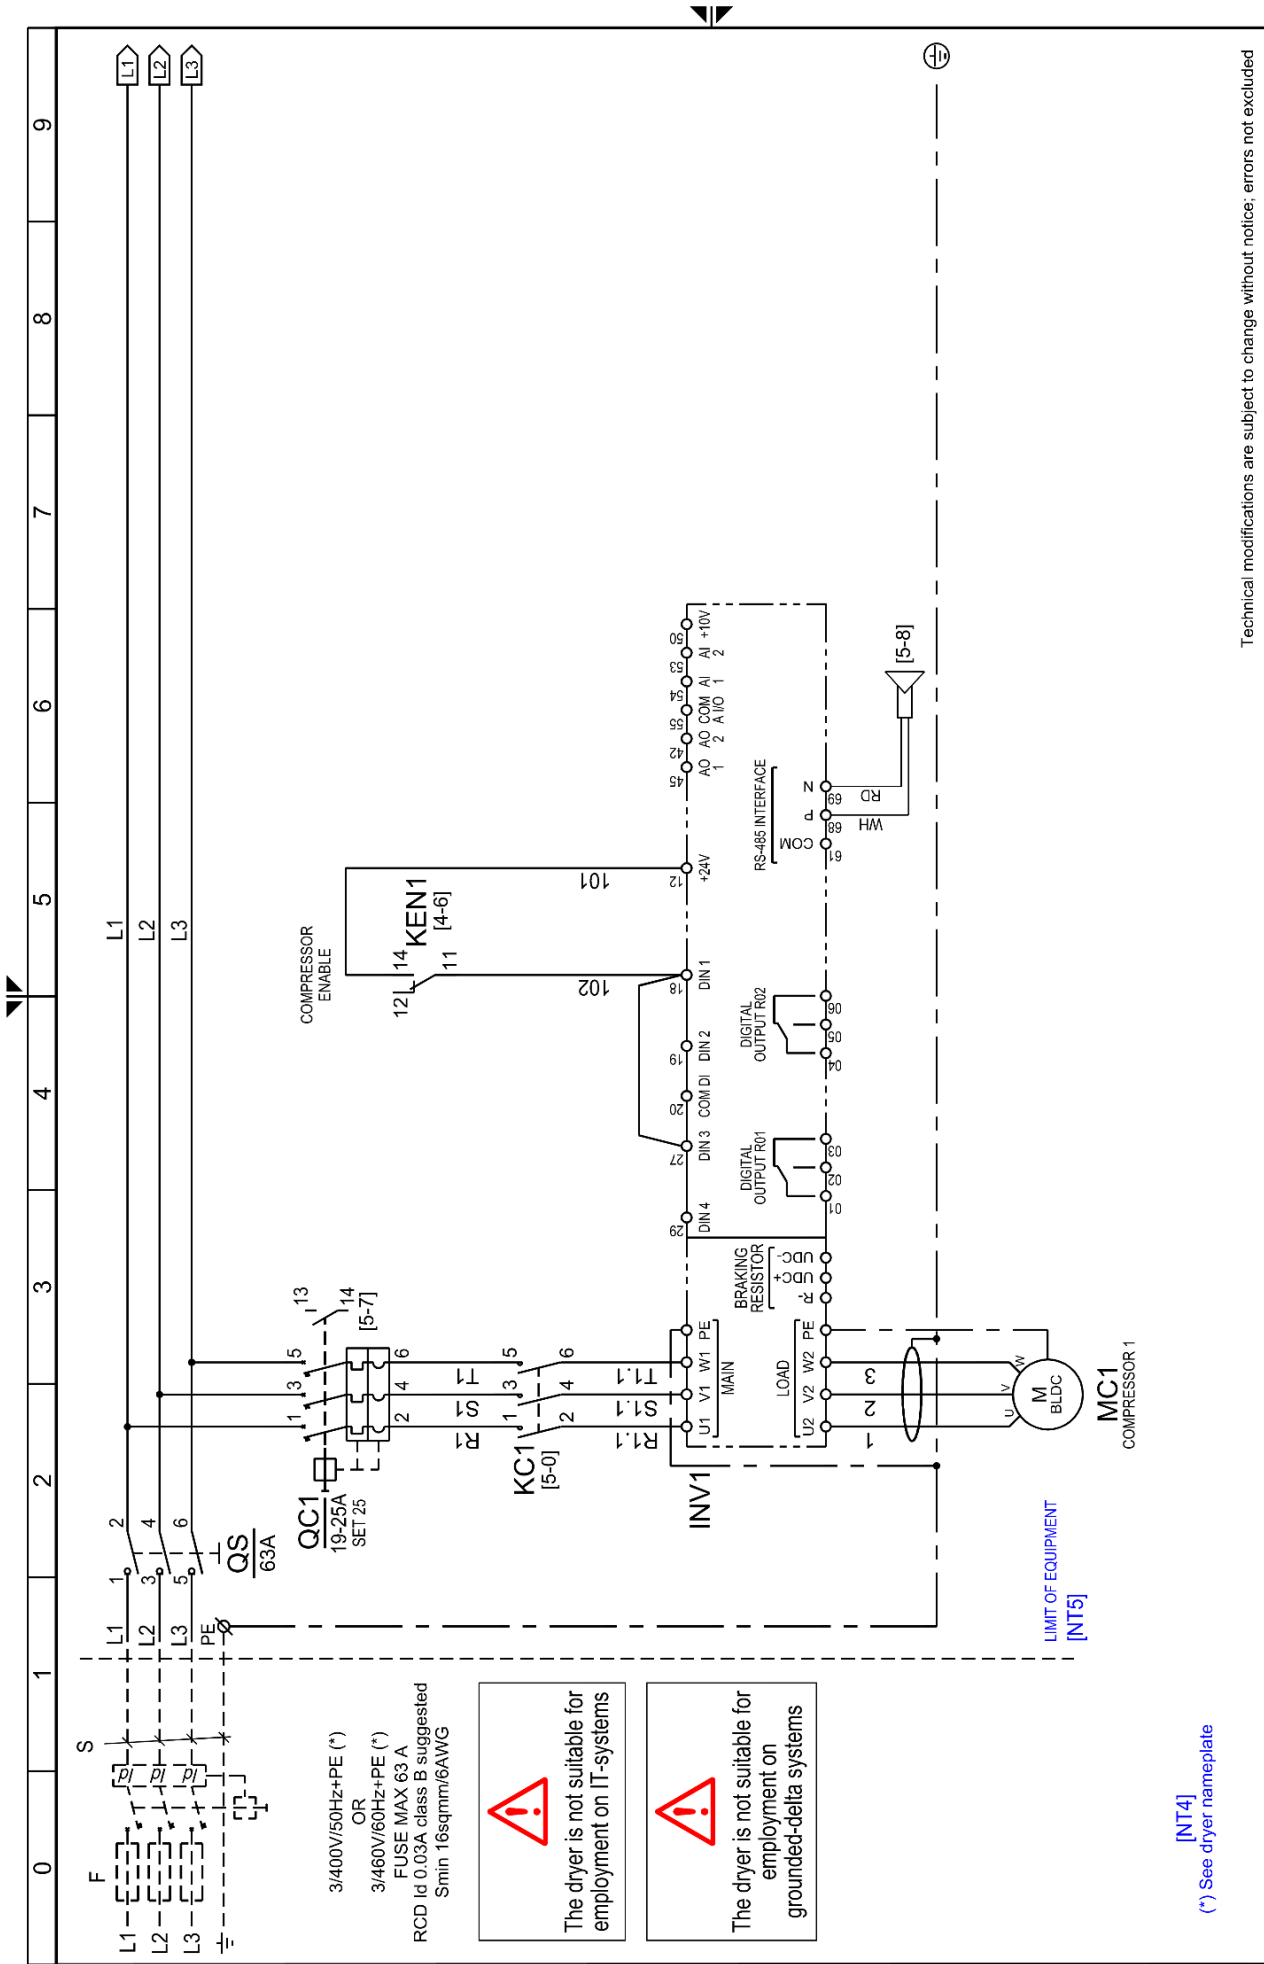 0 1 2 3 4 5 6 7 8 9
F
S
L1 L1 L1 L1
L2 L2 L2 L2
L3 L3 L3 L3
PE
Id Id Id
1 2
3 4
5 6
QS
63A
3/400V/50Hz+PE (*)
OR
3/460V/60Hz+PE (*)
FUSE MAX 63 A
RCD Id 0.03A class B suggested
Smin 16sqmm/6AWG
The dryer is not suitable for
employment on IT-systems
The dryer is not suitable for
employment on
grounded-delta systems
QC1
19-25A
SET 25
1 3 5 13
2 4 6 14
[5-7]
R1 S1 T1
KC1
[5-0]
1 3 5
2 4 6
R1.1 S1.1 T1.1
COMPRESSOR
ENABLE
12 14
11
KEN1
[4-6]
102
101
INV1
U1 V1 W1 PE
MAIN
29 27 20 19 18 12 45 42 55 54 53 50
DIN 4 DIN 3 COM DI DIN 2 DIN 1 +24V
AO 1
AO 2
COM A I/O
AI 1
AI 2
+10V
LOAD
U2 V2 W2 PE
BRAKING
RESISTOR
R- UDC+ UDC-
DIGITAL
OUTPUT R01
01 02 03
DIGITAL
OUTPUT R02
04 05 06
RS-485 INTERFACE
COM P N
61 68 69
WH RD
[5-8]
1 2 3
U V W
M
BLDC
MC1
COMPRESSOR 1
LIMIT OF EQUIPMENT
[NT5]
[NT4]
(*) See dryer nameplate
Technical modifications are subject to change without notice; errors not excluded